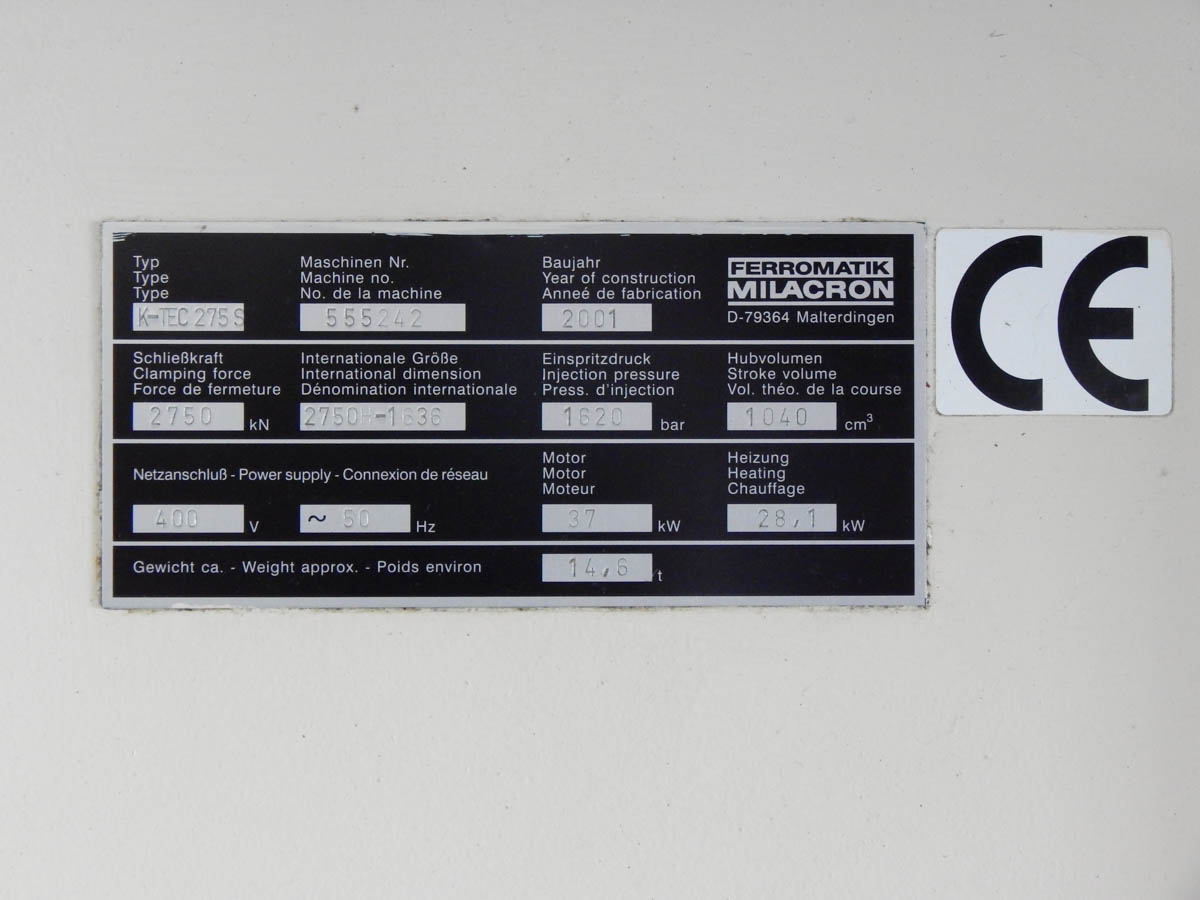 Typ
Type
Type
K-TEC 275 S
Maschinen Nr.
Machine no.
No. de la machine
555242
Baujahr
Year of construction
Anneé de fabrication
2001
FERROMATIK
MILACRON
D-79364 Malterdingen
Schließkraft
Clamping force
Force de fermeture
2750 kN
Internationale Größe
International dimension
Dénomination internationale
2750H-1636
Einspritzdruck
Injection pressure
Press. d'injection
1620 bar
Hubvolumen
Stroke volume
Vol. théo. de la course
1040 cm³
Netzanschluß - Power supply - Connexion de réseau
400 V
~ 50 Hz
Motor
Motor
Moteur
37 kW
Heizung
Heating
Chauffage
28,1 kW
Gewicht ca. - Weight approx. - Poids environ
14,6 t
CE